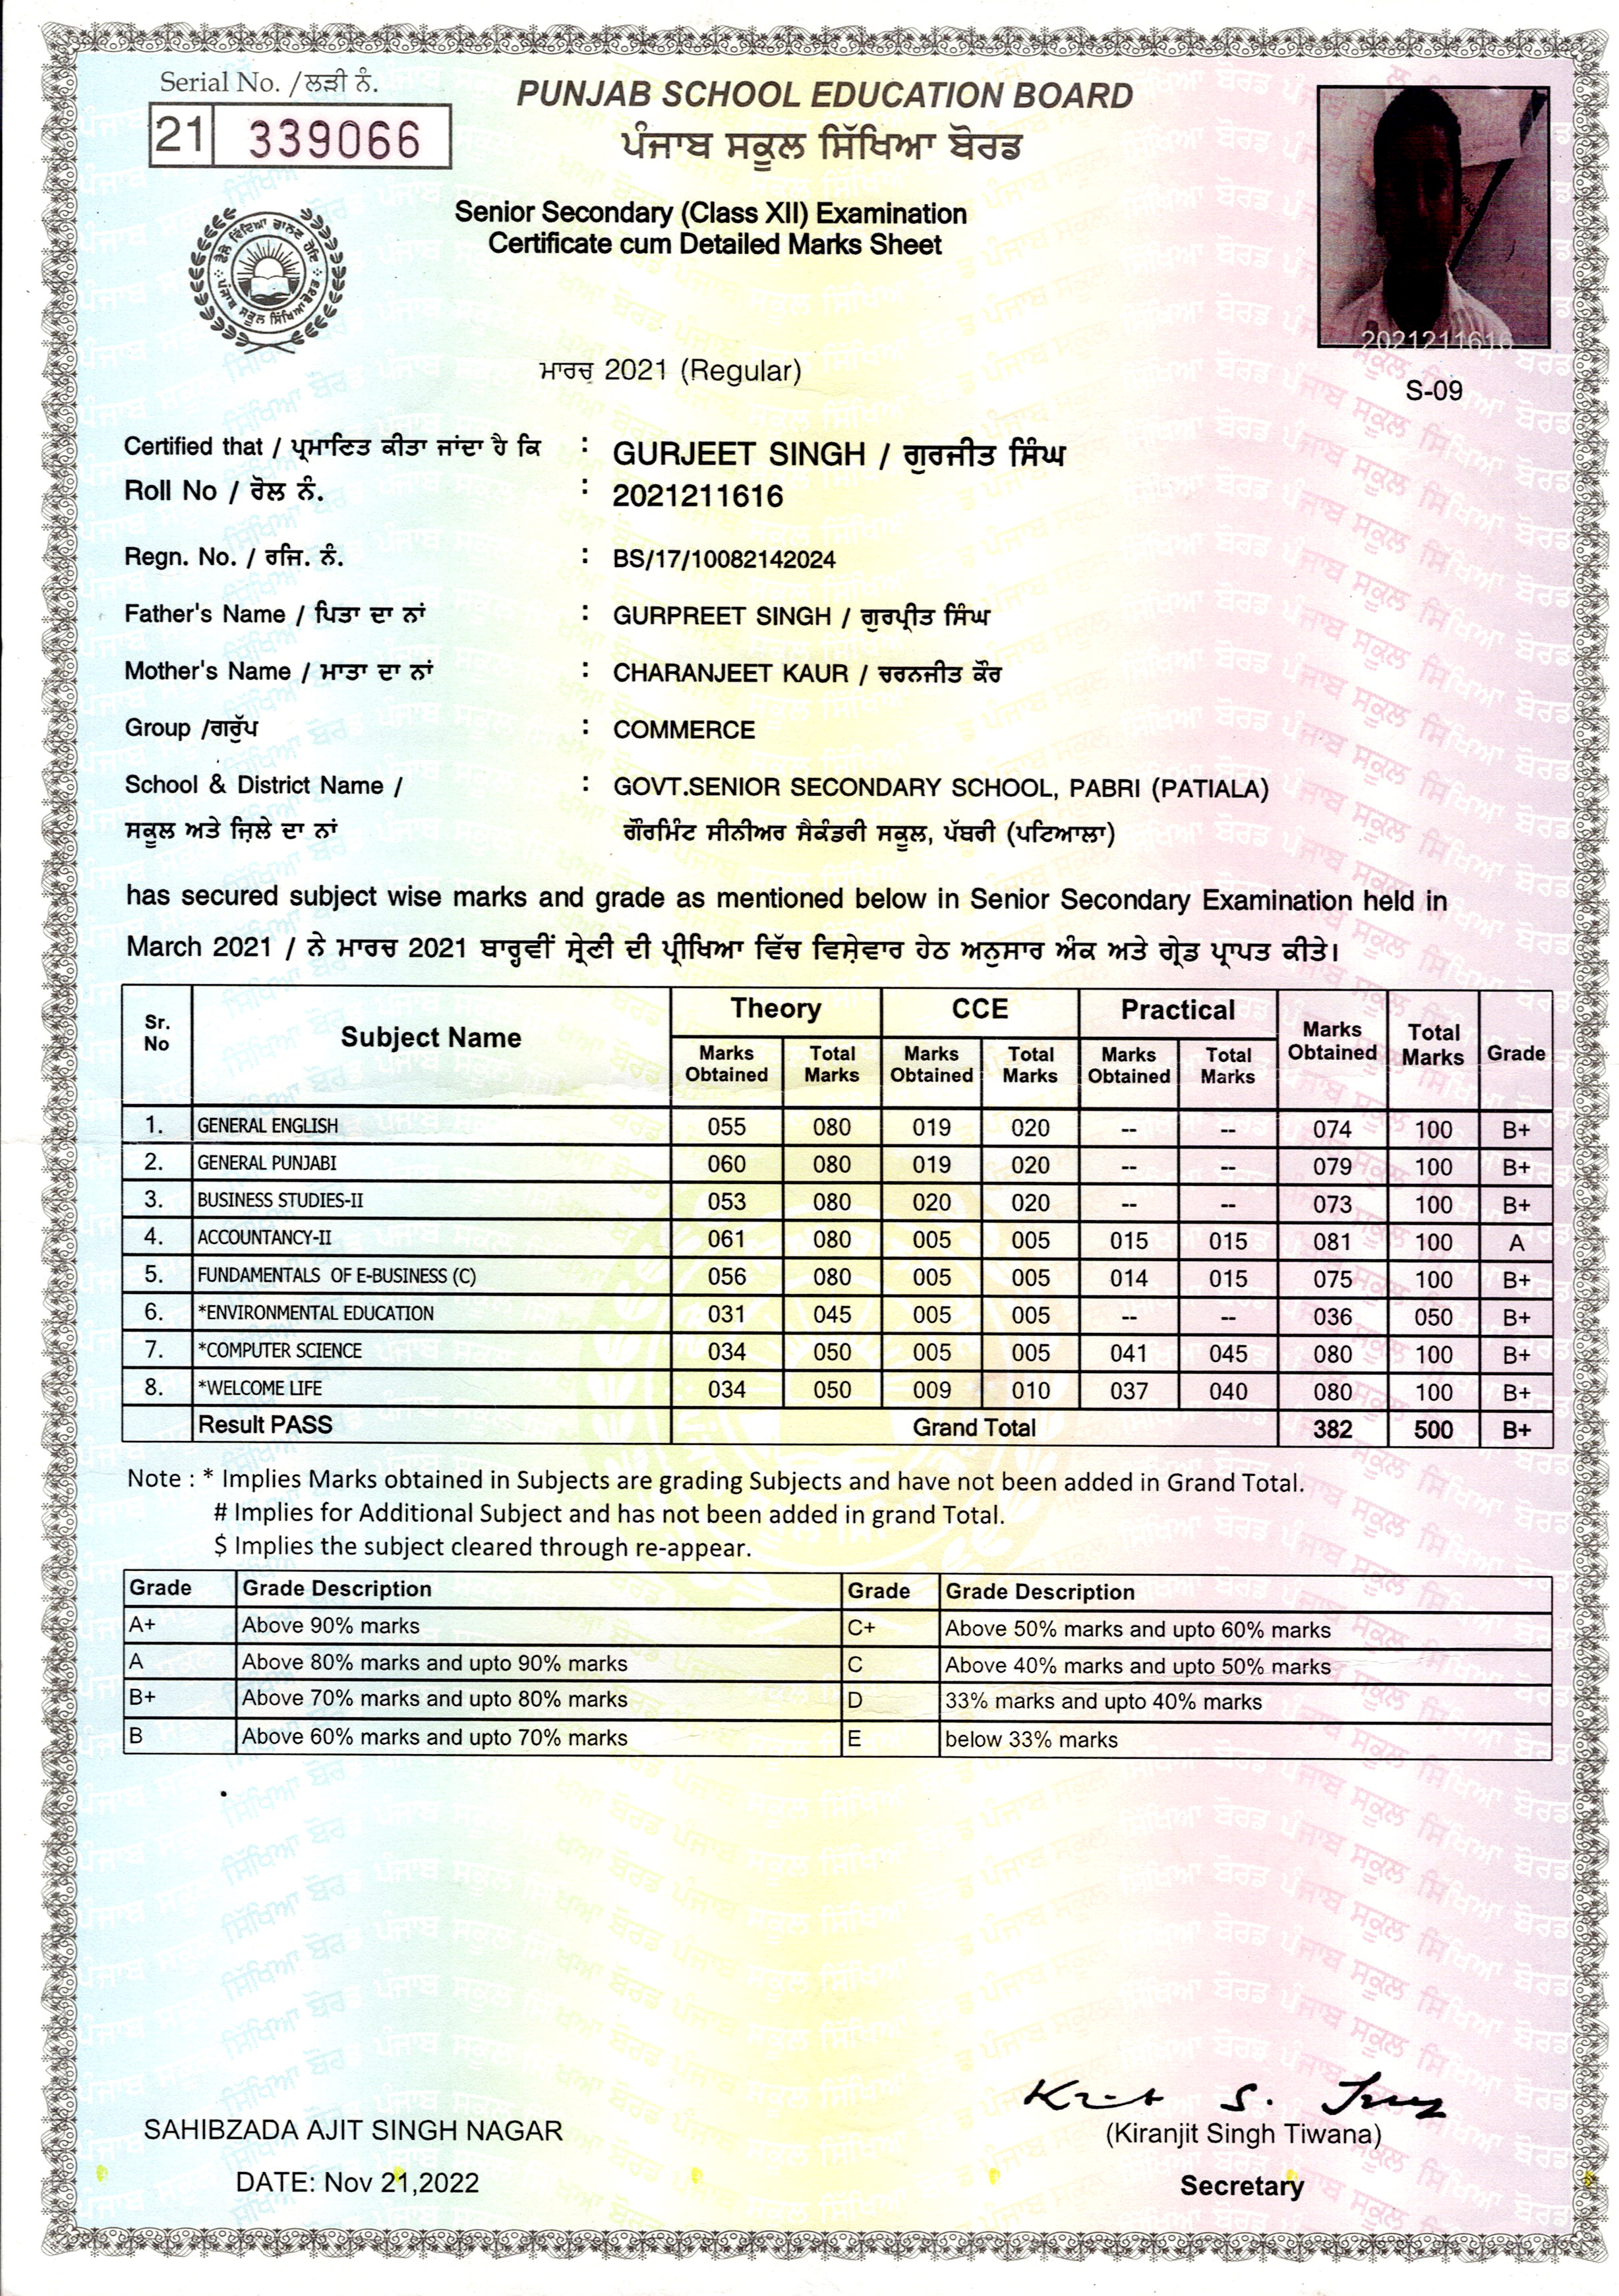 Serial No. /ਲੜੀ ਨੰ.
21 339066
PUNJAB SCHOOL EDUCATION BOARD
ਪੰਜਾਬ ਸਕੂਲ ਸਿੱਖਿਆ ਬੋਰਡ
Senior Secondary (Class XII) Examination
Certificate cum Detailed Marks Sheet
ਪੰਜਾਬ ਸਕੂਲ ਸਿੱਖਿਆ ਬੋਰਡ
2021211616
S-09
ਮਾਰਚ 2021 (Regular)
Certified that / ਪ੍ਰਮਾਣਿਤ ਕੀਤਾ ਜਾਂਦਾ ਹੈ ਕਿ : GURJEET SINGH / ਗੁਰਜੀਤ ਸਿੰਘ
Roll No / ਰੋਲ ਨੰ. : 2021211616
Regn. No. / ਰਜਿ. ਨੰ. : BS/17/10082142024
Father's Name / ਪਿਤਾ ਦਾ ਨਾਂ : GURPREET SINGH / ਗੁਰਪ੍ਰੀਤ ਸਿੰਘ
Mother's Name / ਮਾਤਾ ਦਾ ਨਾਂ : CHARANJEET KAUR / ਚਰਨਜੀਤ ਕੌਰ
Group /ਗਰੁੱਪ : COMMERCE
School & District Name / : GOVT.SENIOR SECONDARY SCHOOL, PABRI (PATIALA)
ਸਕੂਲ ਅਤੇ ਜ਼ਿਲੇ ਦਾ ਨਾਂ ਗੌਰਮਿੰਟ ਸੀਨੀਅਰ ਸੈਕੰਡਰੀ ਸਕੂਲ, ਪੱਬਰੀ (ਪਟਿਆਲਾ)
has secured subject wise marks and grade as mentioned below in Senior Secondary Examination held in
March 2021 / ਨੇ ਮਾਰਚ 2021 ਬਾਰ੍ਹਵੀਂ ਸ਼੍ਰੇਣੀ ਦੀ ਪ੍ਰੀਖਿਆ ਵਿੱਚ ਵਿਸ਼ੇਵਾਰ ਹੇਠ ਅਨੁਸਾਰ ਅੰਕ ਅਤੇ ਗ੍ਰੇਡ ਪ੍ਰਾਪਤ ਕੀਤੇ।
Sr. No Subject Name Theory CCE Practical Marks Obtained Total Marks Grade
Marks Obtained Total Marks Marks Obtained Total Marks Marks Obtained Total Marks
1. GENERAL ENGLISH 055 080 019 020 -- -- 074 100 B+
2. GENERAL PUNJABI 060 080 019 020 -- -- 079 100 B+
3. BUSINESS STUDIES-II 053 080 020 020 -- -- 073 100 B+
4. ACCOUNTANCY-II 061 080 005 005 015 015 081 100 A
5. FUNDAMENTALS OF E-BUSINESS (C) 056 080 005 005 014 015 075 100 B+
6. *ENVIRONMENTAL EDUCATION 031 045 005 005 -- -- 036 050 B+
7. *COMPUTER SCIENCE 034 050 005 005 041 045 080 100 B+
8. *WELCOME LIFE 034 050 009 010 037 040 080 100 B+
Result PASS Grand Total 382 500 B+
Note : * Implies Marks obtained in Subjects are grading Subjects and have not been added in Grand Total.
# Implies for Additional Subject and has not been added in grand Total.
$ Implies the subject cleared through re-appear.
Grade Grade Description Grade Grade Description
A+ Above 90% marks C+ Above 50% marks and upto 60% marks
A Above 80% marks and upto 90% marks C Above 40% marks and upto 50% marks
B+ Above 70% marks and upto 80% marks D 33% marks and upto 40% marks
B Above 60% marks and upto 70% marks E below 33% marks
SAHIBZADA AJIT SINGH NAGAR (Kiranjit Singh Tiwana)
DATE: Nov 21,2022 Secretary